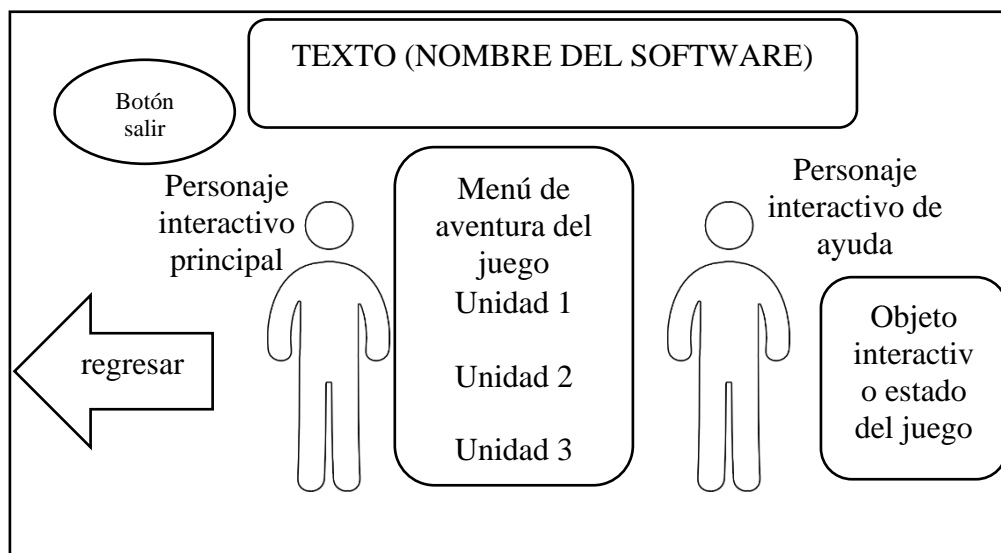 TEXTO (NOMBRE DEL SOFTWARE)
Botón
salir
Personaje
interactivo
principal
Menú de
aventura del
juego
Unidad 1
Unidad 2
Unidad 3
Personaje
interactivo de
ayuda
regresar
Objeto
interactiv
o estado
del juego